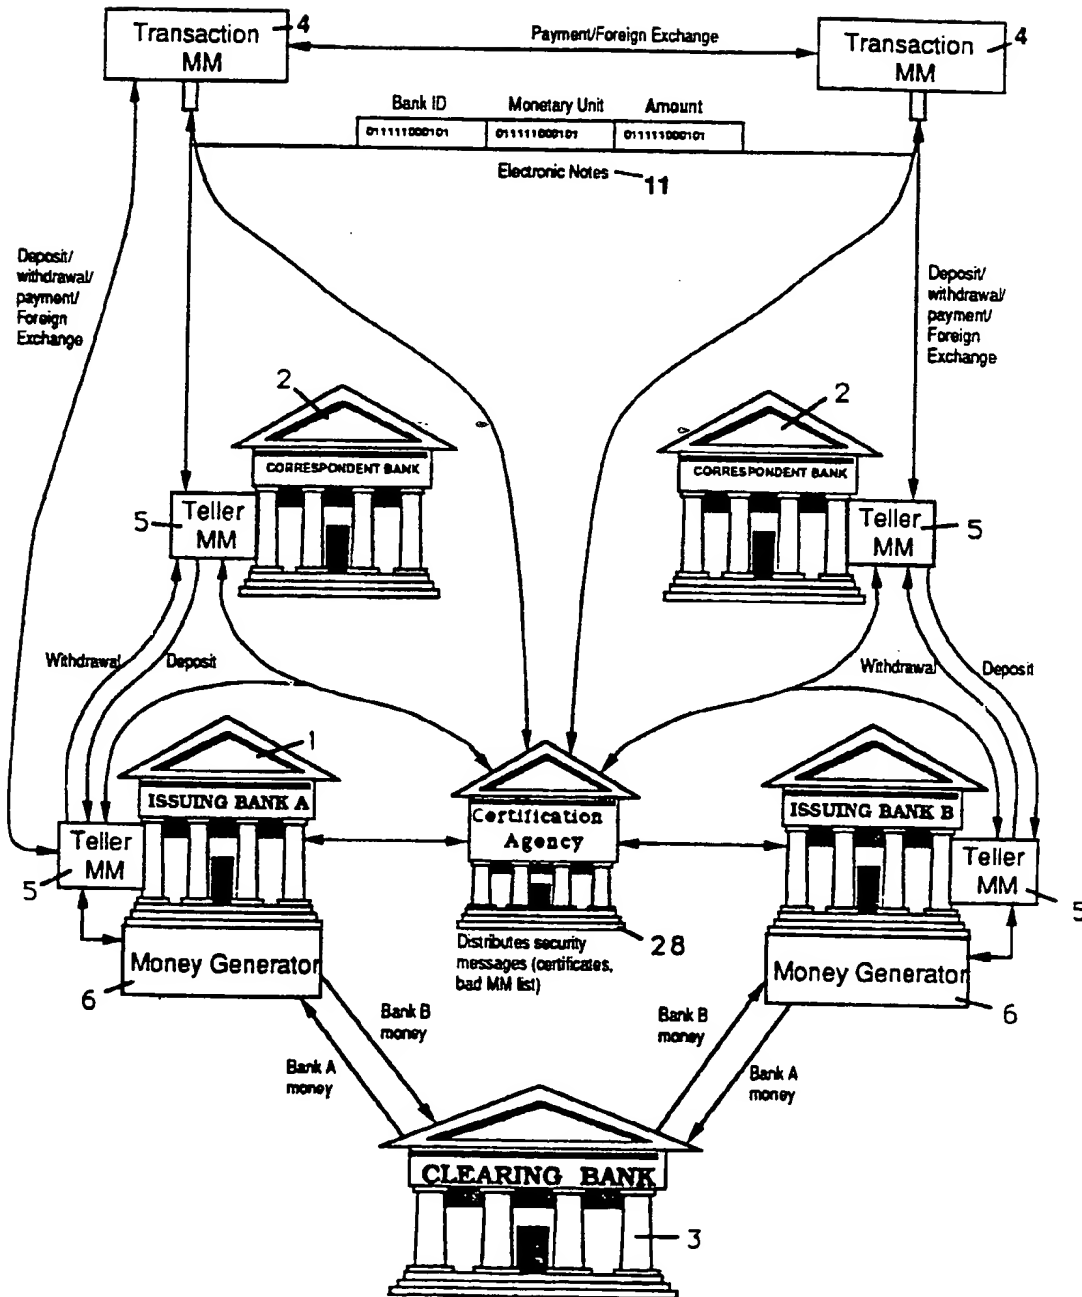 Transaction
MM
4
Payment/Foreign Exchange
Transaction
MM
4
Bank ID
Monetary Unit
Amount
011111000101
011111000101
011111000101
Electronic Notes
11
Deposit/
withdrawal/
payment/
Foreign
Exchange
Deposit/
withdrawal/
payment/
Foreign
Exchange
2
CORRESPONDENT BANK
2
CORRESPONDENT BANK
5
Teller
MM
Teller
MM
5
Withdrawal
Deposit
Withdrawal
Deposit
1
ISSUING BANK A
Certification
Agency
ISSUING BANK B
Teller
MM
5
Teller
MM
5
Money Generator
6
Distributes security
messages (certificates,
bad MM list)
28
Money Generator
6
Bank B
money
Bank A
money
Bank B
money
Bank A
money
CLEARING BANK
3